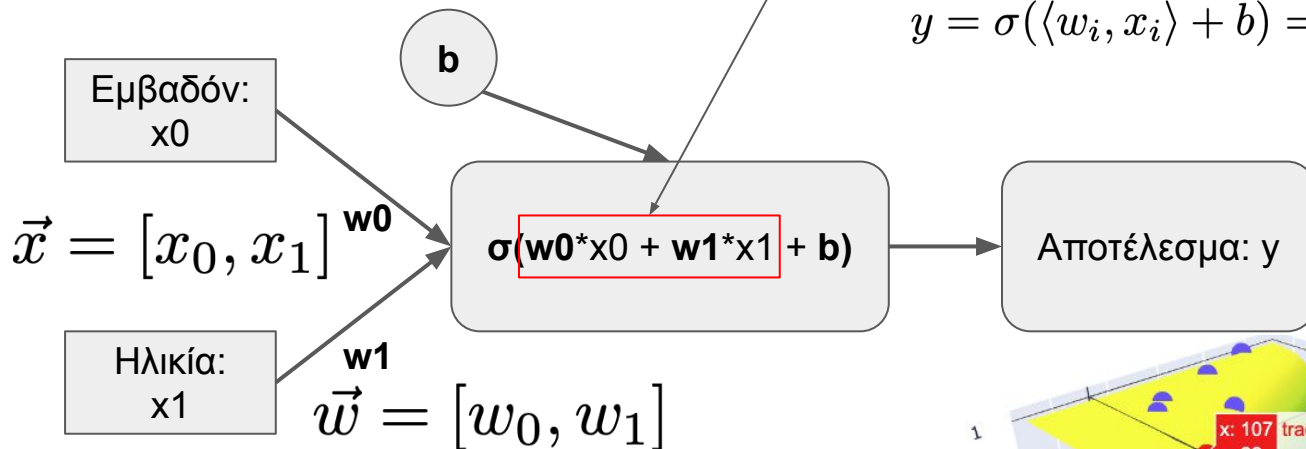 y = σ(⟨w_i, x_i⟩ + b) =
b
Εμβαδόν:
x0
w0
x⃗ = [x_0, x_1]
σ(w0*x0 + w1*x1 + b)
Αποτέλεσμα: y
Ηλικία:
x1
w1
w⃗ = [w_0, w_1]
1
x: 107